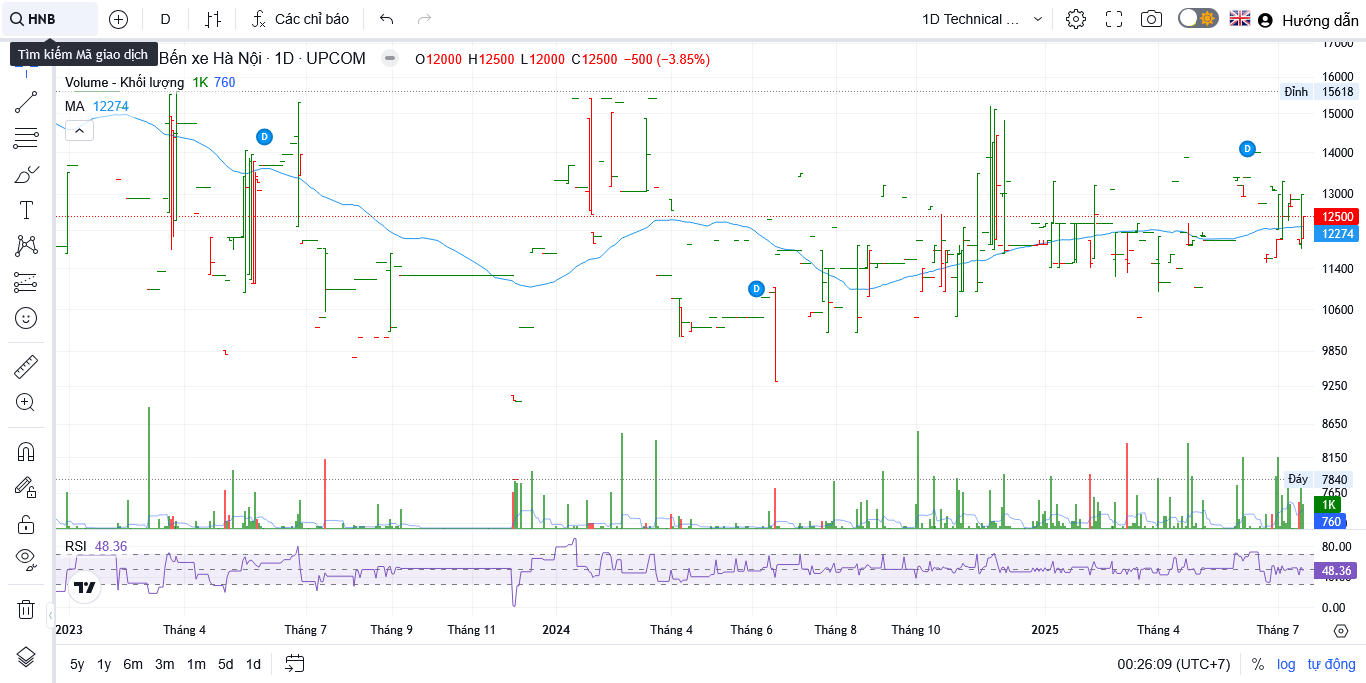 HNB
D
Các chỉ báo
1D Technical ...
Hướng dẫn
Tìm kiếm Mã giao dịch
Bến xe Hà Nội · 1D · UPCOM
O12000 H12500 L12000 C12500 −500 (−3.85%)
Volume - Khối lượng 1K 760
MA 12274
D
D
D
17000
16000
Đỉnh 15618
15000
14000
13000
12500
12274
11400
10600
9850
9250
8650
8150
Đáy 7840
7650
1K
760
RSI 48.36
80.00
48.36
40.00
0.00
2023 Tháng 4 Tháng 7 Tháng 9 Tháng 11 2024 Tháng 4 Tháng 6 Tháng 8 Tháng 10 2025 Tháng 4 Tháng 7
5y 1y 6m 3m 1m 5d 1d
00:26:09 (UTC+7) % log tự động